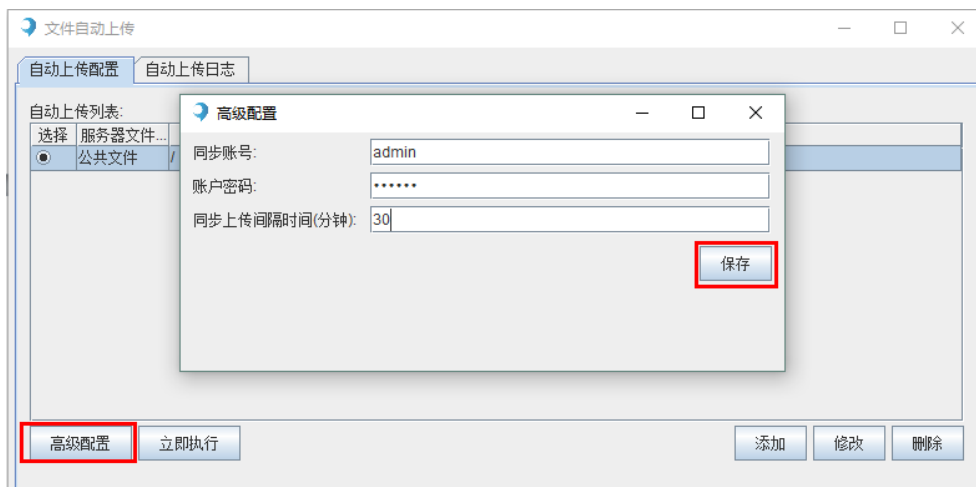 文件自动上传
自动上传配置 自动上传日志
自动上传列表:
选择 服务器文件...
公共文件 /
高级配置
同步账号: admin
账户密码: ••••••
同步上传间隔时间(分钟): 30
保存
高级配置 立即执行 添加 修改 删除